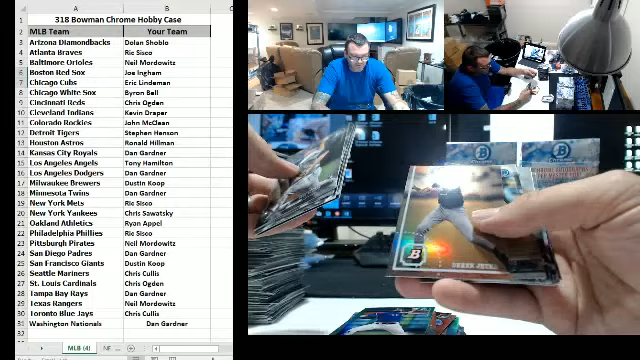 318 Bowman Chrome Hobby Case
MLB Team Your Team
Arizona Diamondbacks Dolan Shoblo
Atlanta Braves Ric Sisco
Baltimore Orioles Neil Mordowitz
Boston Red Sox Joe Ingham
Chicago Cubs Eric Lindeman
Chicago White Sox Byron Bell
Cincinnati Reds Chris Ogden
Cleveland Indians Kevin Draper
Colorado Rockies John McClean
Detroit Tigers Stephen Henson
Houston Astros Ronald Hillman
Kansas City Royals Dan Gardner
Los Angeles Angels Tony Hamilton
Los Angeles Dodgers Dan Gardner
Milwaukee Brewers Dustin Koop
Minnesota Twins Dan Gardner
New York Mets Ric Sisco
New York Yankees Chris Sawatsky
Oakland Athletics Ryan Appel
Philadelphia Phillies Ric Sisco
Pittsburgh Pirates Neil Mordowitz
San Diego Padres Dan Gardner
San Francisco Giants Dustin Koop
Seattle Mariners Chris Cullis
St. Louis Cardinals Chris Ogden
Tampa Bay Rays Dan Gardner
Texas Rangers Neil Mordowitz
Toronto Blue Jays Chris Cullis
Washington Nationals Dan Gardner
MLB (4)